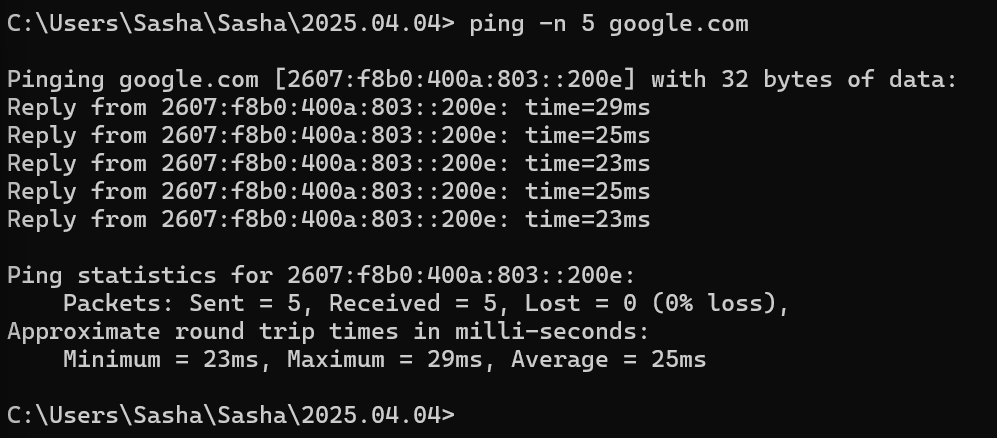 C:\Users\Sasha\Sasha\2025.04.04> ping -n 5 google.com
Pinging google.com [2607:f8b0:400a:803::200e] with 32 bytes of data:
Reply from 2607:f8b0:400a:803::200e: time=29ms
Reply from 2607:f8b0:400a:803::200e: time=25ms
Reply from 2607:f8b0:400a:803::200e: time=23ms
Reply from 2607:f8b0:400a:803::200e: time=25ms
Reply from 2607:f8b0:400a:803::200e: time=23ms
Ping statistics for 2607:f8b0:400a:803::200e:
    Packets: Sent = 5, Received = 5, Lost = 0 (0% loss),
Approximate round trip times in milli-seconds:
    Minimum = 23ms, Maximum = 29ms, Average = 25ms
C:\Users\Sasha\Sasha\2025.04.04>